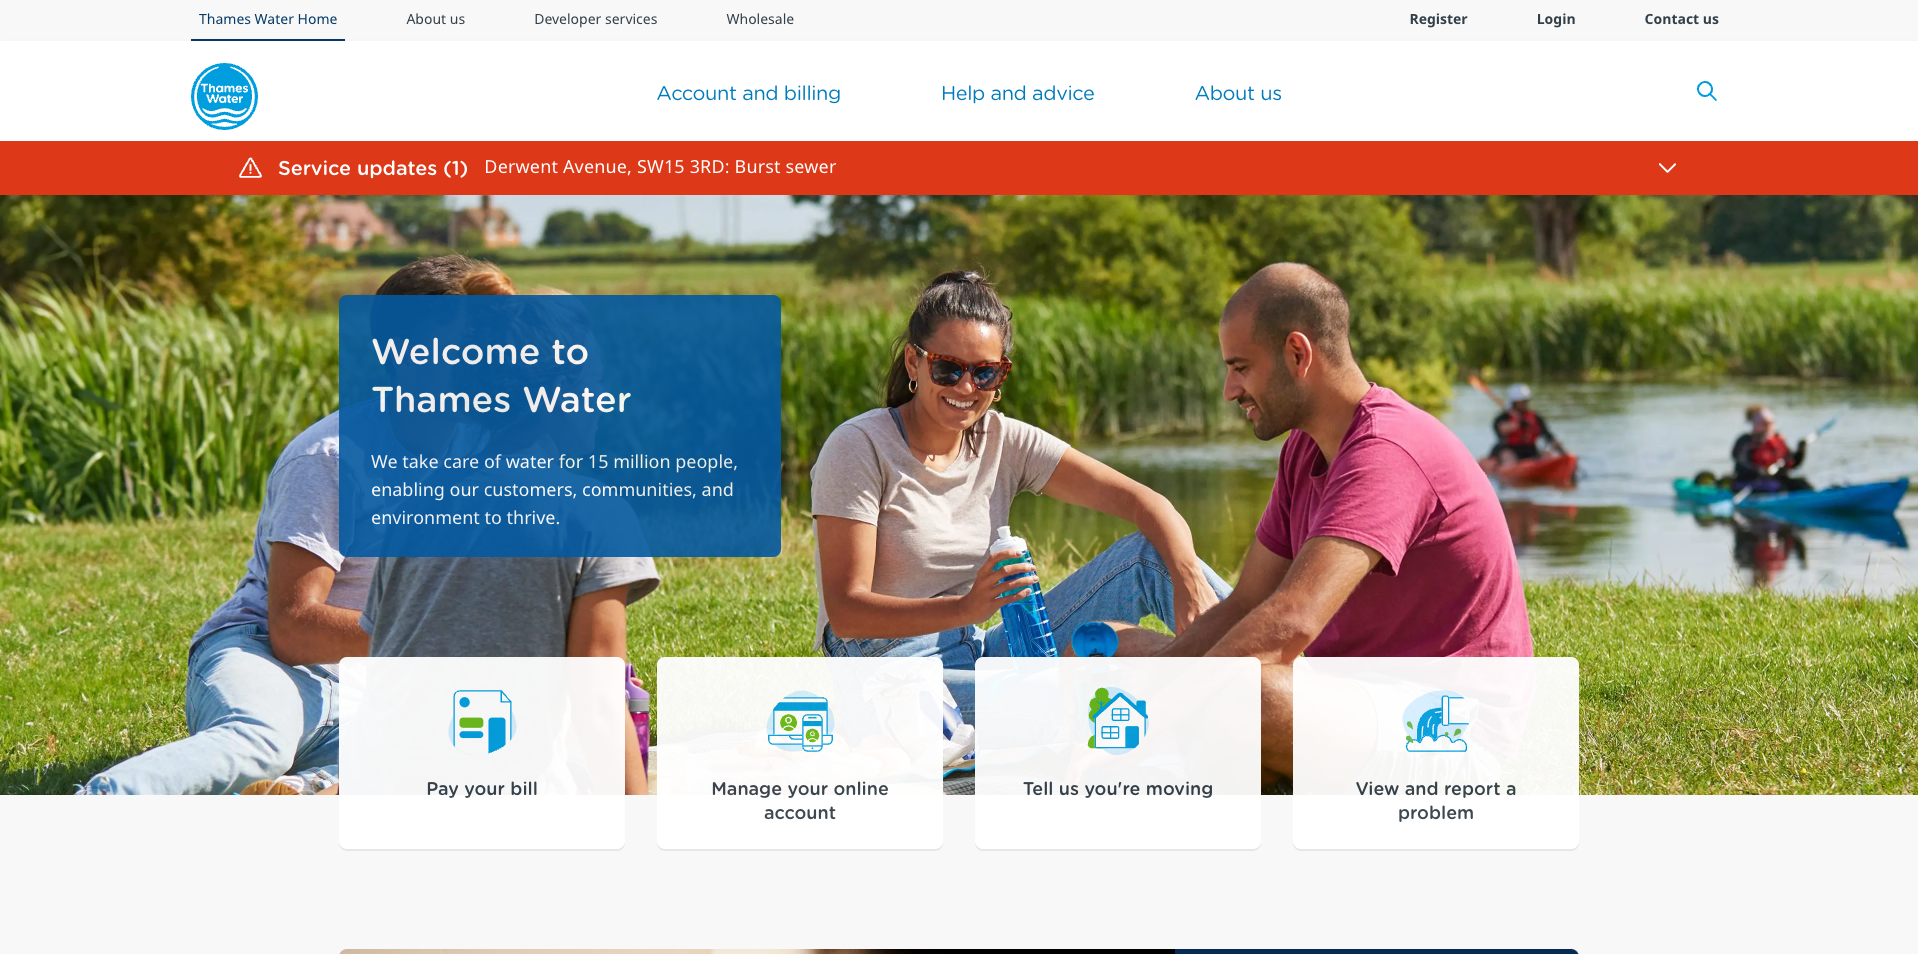 Thames Water Home
About us
Developer services
Wholesale
Register
Login
Contact us
Thames
Water
Account and billing
Help and advice
About us
Service updates (1)
Derwent Avenue, SW15 3RD: Burst sewer
Welcome to
Thames Water
We take care of water for 15 million people,
enabling our customers, communities, and
environment to thrive.
Pay your bill
Manage your online
account
Tell us you're moving
View and report a
problem